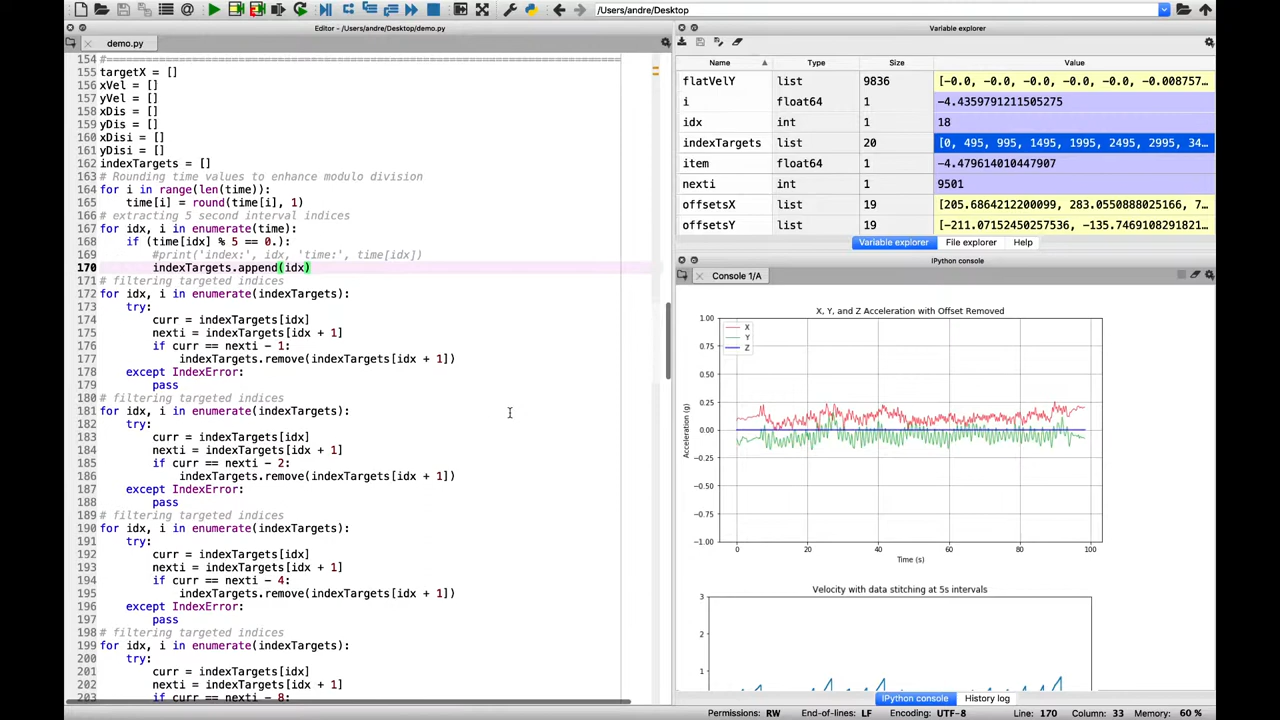 /Users/andre/Desktop
Editor - /Users/andre/Desktop/demo.py
demo.py
154 #==============================================================================
155 targetX = []
156 xVel = []
157 yVel = []
158 xDis = []
159 yDis = []
160 xDisi = []
161 yDisi = []
162 indexTargets = []
163 # Rounding time values to enhance modulo division
164 for i in range(len(time)):
165     time[i] = round(time[i], 1)
166 # extracting 5 second interval indices
167 for idx, i in enumerate(time):
168     if (time[idx] % 5 == 0.):
169         #print('index:', idx, 'time:', time[idx])
170         indexTargets.append(idx)
171 # filtering targeted indices
172 for idx, i in enumerate(indexTargets):
173     try:
174         curr = indexTargets[idx]
175         nexti = indexTargets[idx + 1]
176         if curr == nexti - 1:
177             indexTargets.remove(indexTargets[idx + 1])
178     except IndexError:
179         pass
180 # filtering targeted indices
181 for idx, i in enumerate(indexTargets):
182     try:
183         curr = indexTargets[idx]
184         nexti = indexTargets[idx + 1]
185         if curr == nexti - 2:
186             indexTargets.remove(indexTargets[idx + 1])
187     except IndexError:
188         pass
189 # filtering targeted indices
190 for idx, i in enumerate(indexTargets):
191     try:
192         curr = indexTargets[idx]
193         nexti = indexTargets[idx + 1]
194         if curr == nexti - 4:
195             indexTargets.remove(indexTargets[idx + 1])
196     except IndexError:
197         pass
198 # filtering targeted indices
199 for idx, i in enumerate(indexTargets):
200     try:
201         curr = indexTargets[idx]
202         nexti = indexTargets[idx + 1]
203         if curr == nexti - 8:
Variable explorer
Name Type Size Value
flatVelY list 9836 [-0.0, -0.0, -0.0, -0.0, -0.0, -0.008757…
i float64 1 -4.4359791211505275
idx int 1 18
indexTargets list 20 [0, 495, 995, 1495, 1995, 2495, 2995, 34…
item float64 1 -4.479614010447907
nexti int 1 9501
offsetsX list 19 [205.6864212200099, 283.0550888025166, 7…
offsetsY list 19 [-211.0715245025​7536, -135.7469108291821…
Variable explorer File explorer Help
IPython console
Console 1/A
X, Y, and Z Acceleration with Offset Removed
X
Y
Z
1.00
0.75
0.50
0.25
0.00
−0.25
−0.50
−0.75
−1.00
Acceleration (g)
0 20 40 60 80 100
Time (s)
Velocity with data stitching at 5s intervals
3
2
1
IPython console History log
Permissions: RW End-of-lines: LF Encoding: UTF-8 Line: 170 Column: 33 Memory: 60 %